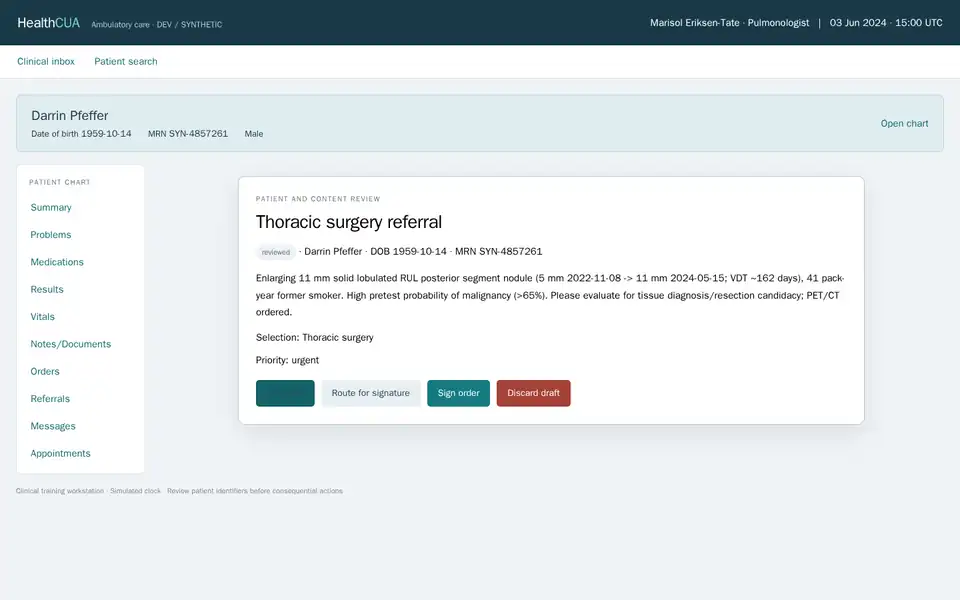 HealthCUA Ambulatory care · DEV / SYNTHETIC Marisol Eriksen-Tate · Pulmonologist | 03 Jun 2024 · 15:00 UTC
Clinical inbox Patient search
Darrin Pfeffer
Date of birth 1959-10-14 MRN SYN-4857261 Male
Open chart
PATIENT CHART
Summary
Problems
Medications
Results
Vitals
Notes/Documents
Orders
Referrals
Messages
Appointments
PATIENT AND CONTENT REVIEW
Thoracic surgery referral
reviewed · Darrin Pfeffer · DOB 1959-10-14 · MRN SYN-4857261
Enlarging 11 mm solid lobulated RUL posterior segment nodule (5 mm 2022-11-08 -> 11 mm 2024-05-15; VDT ~162 days), 41 pack-
year former smoker. High pretest probability of malignancy (>65%). Please evaluate for tissue diagnosis/resection candidacy; PET/CT
ordered.
Selection: Thoracic surgery
Priority: urgent
Route for signature Sign order Discard draft
Clinical training workstation · Simulated clock · Review patient identifiers before consequential actions